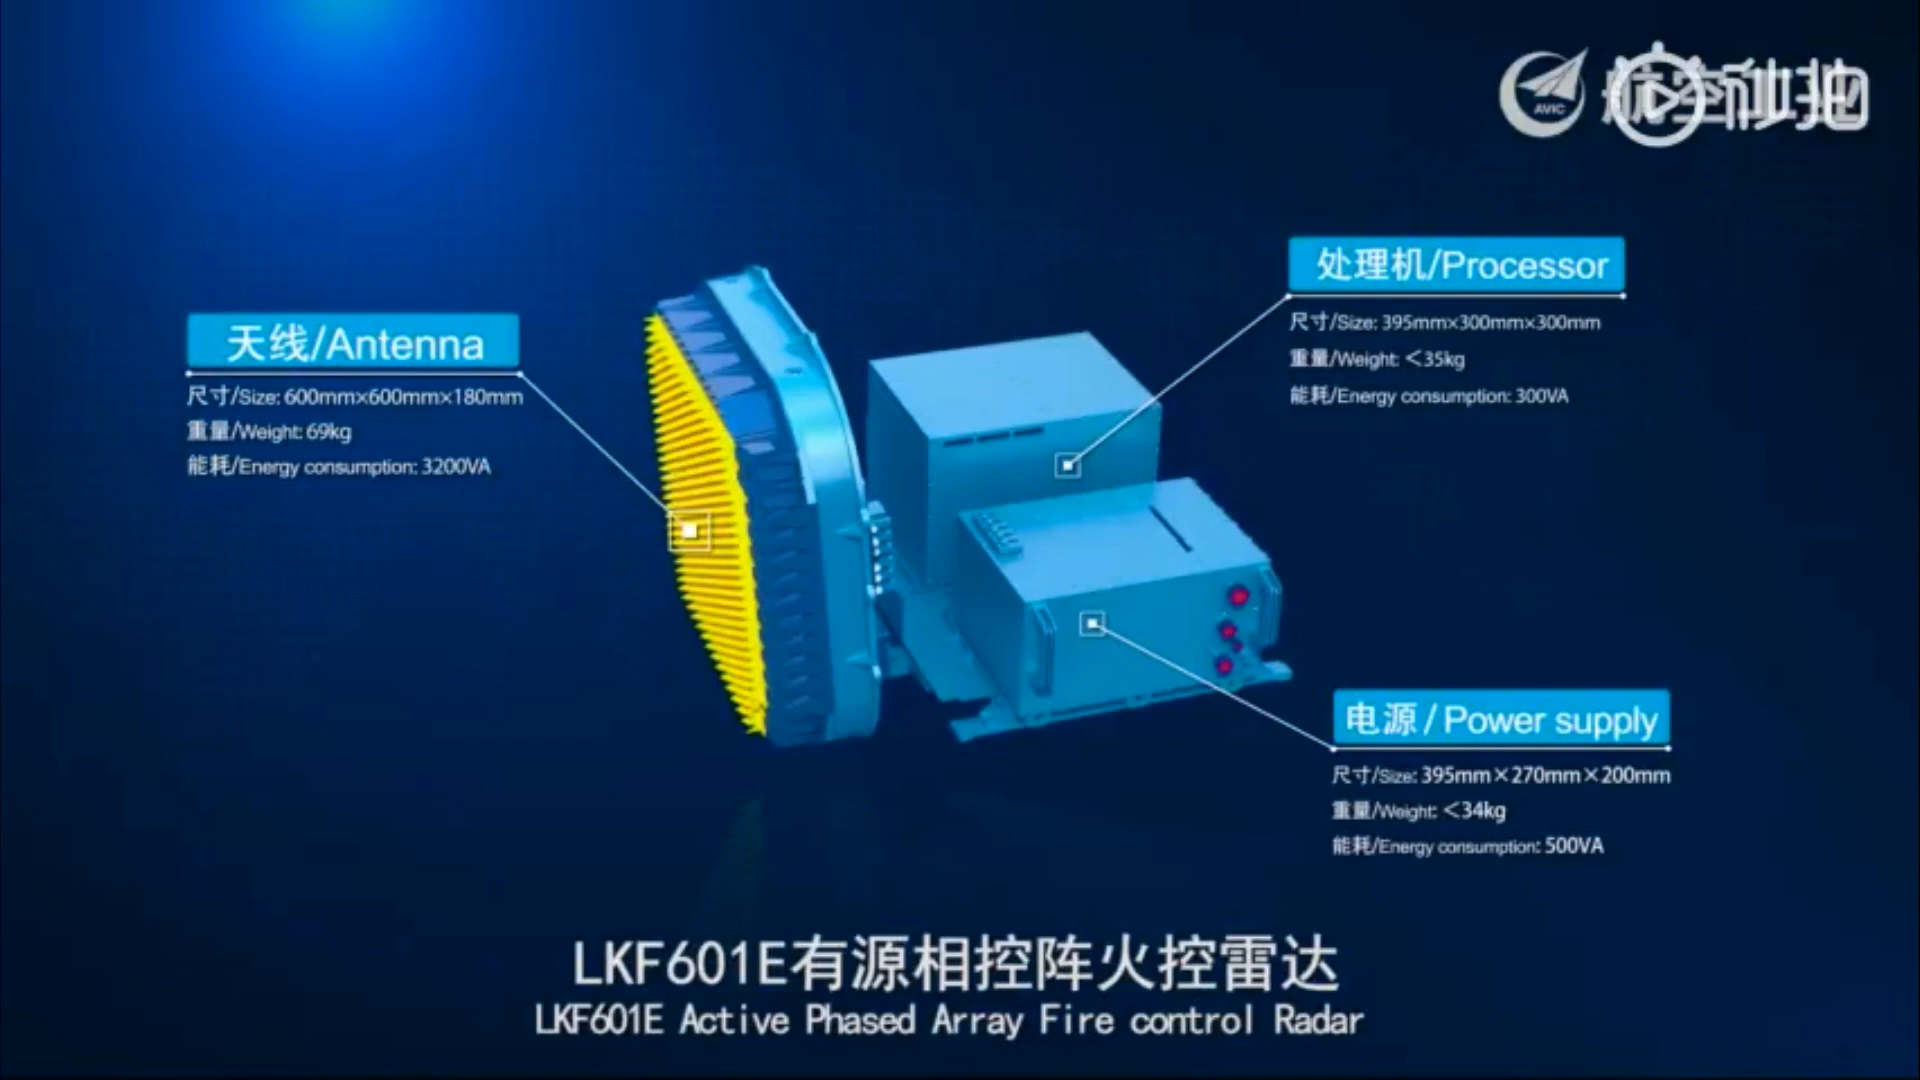 AVIC
天线/Antenna
尺寸/Size: 600mm×600mm×180mm
重量/Weight: 69kg
能耗/Energy consumption: 3200VA
处理机/Processor
尺寸/Size: 395mm×300mm×300mm
重量/Weight: <35kg
能耗/Energy consumption: 300VA
电源/Power supply
尺寸/Size: 395mm×270mm×200mm
重量/Weight: <34kg
能耗/Energy consumption: 500VA
LKF601E有源相控阵火控雷达
LKF601E Active Phased Array Fire control Radar